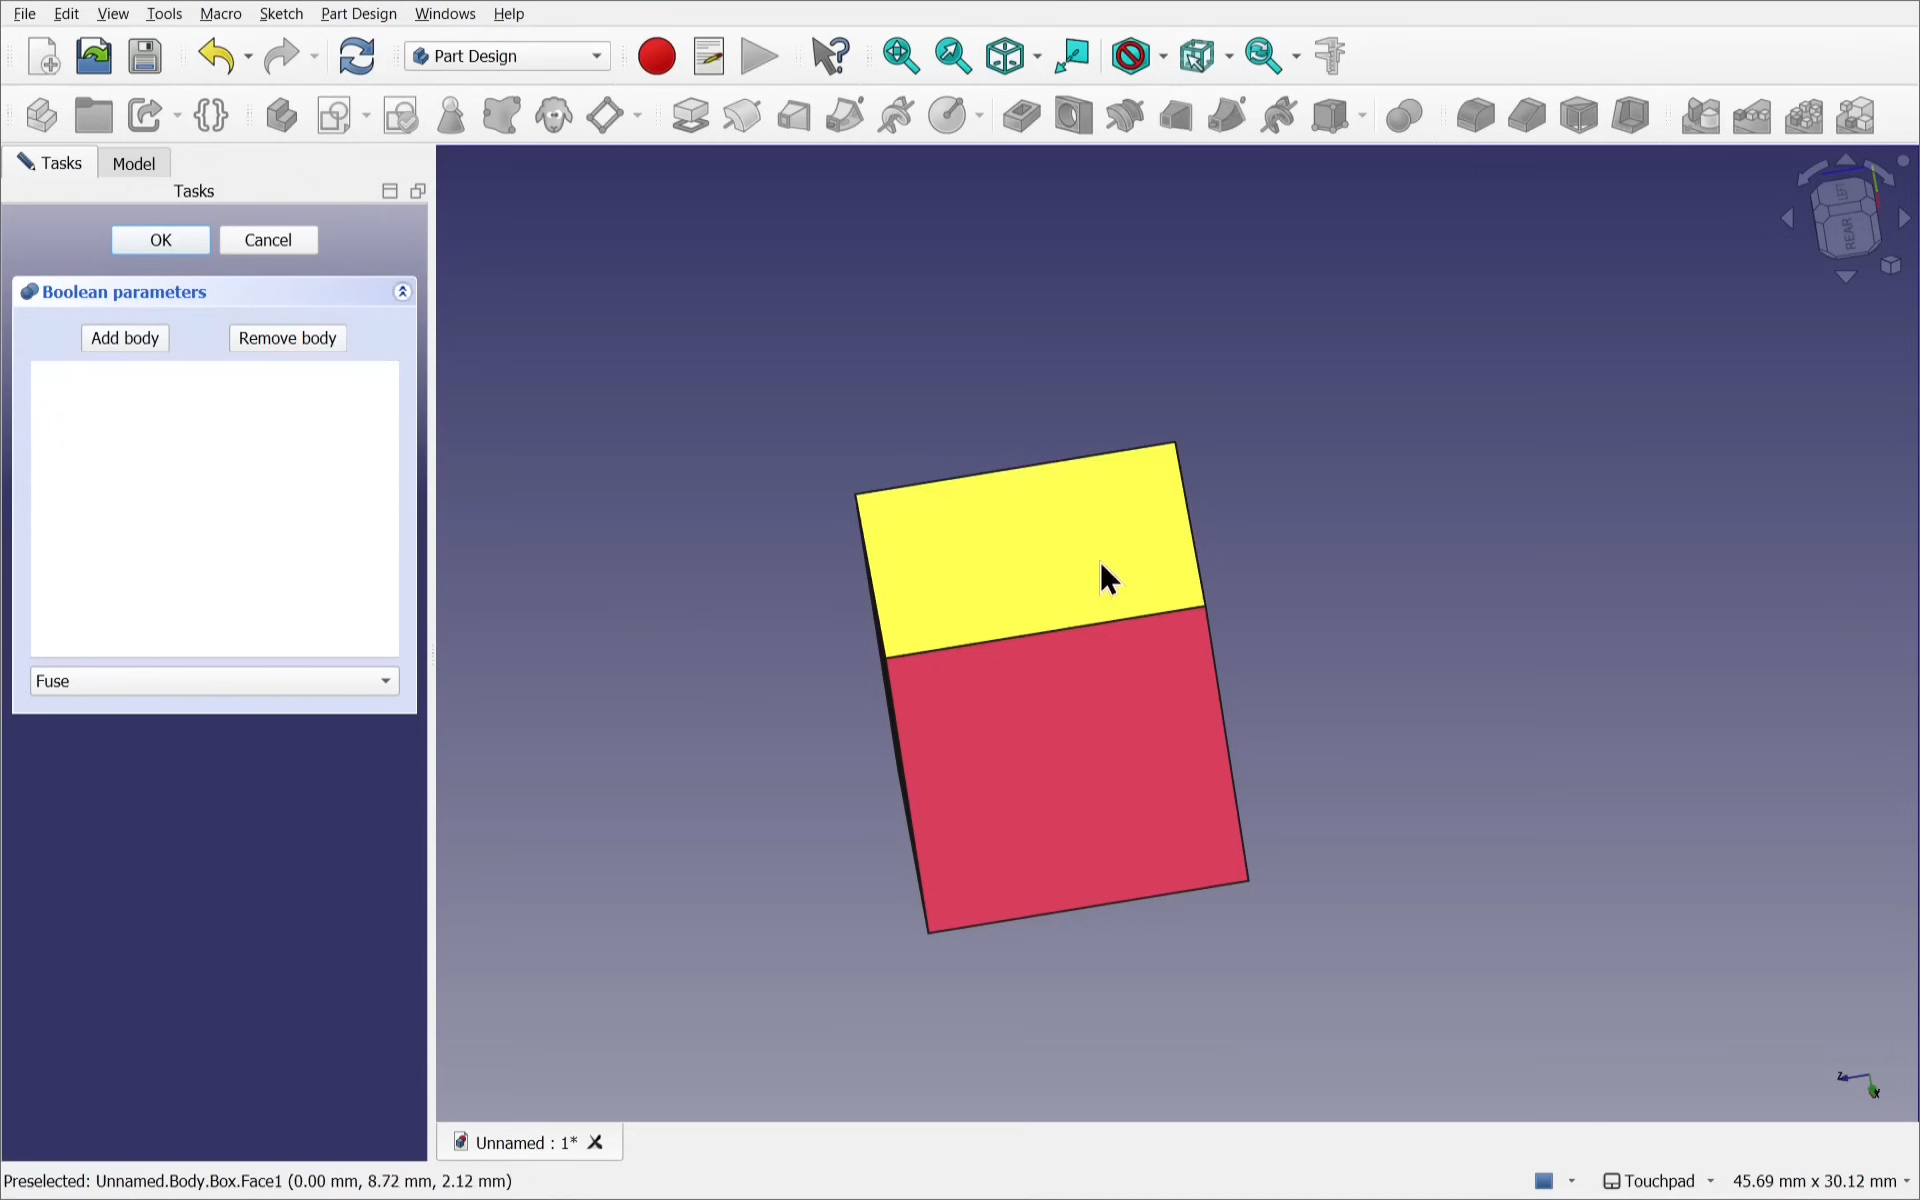 File Edit View Tools Macro Sketch Part Design Windows Help
Part Design
Tasks Model
Tasks
OK Cancel
Boolean parameters
Add body Remove body
Fuse
LEFT
REAR
Z
Unnamed : 1*
Preselected: Unnamed.Body.Box.Face1 (0.00 mm, 8.72 mm, 2.12 mm)
Touchpad 45.69 mm x 30.12 mm